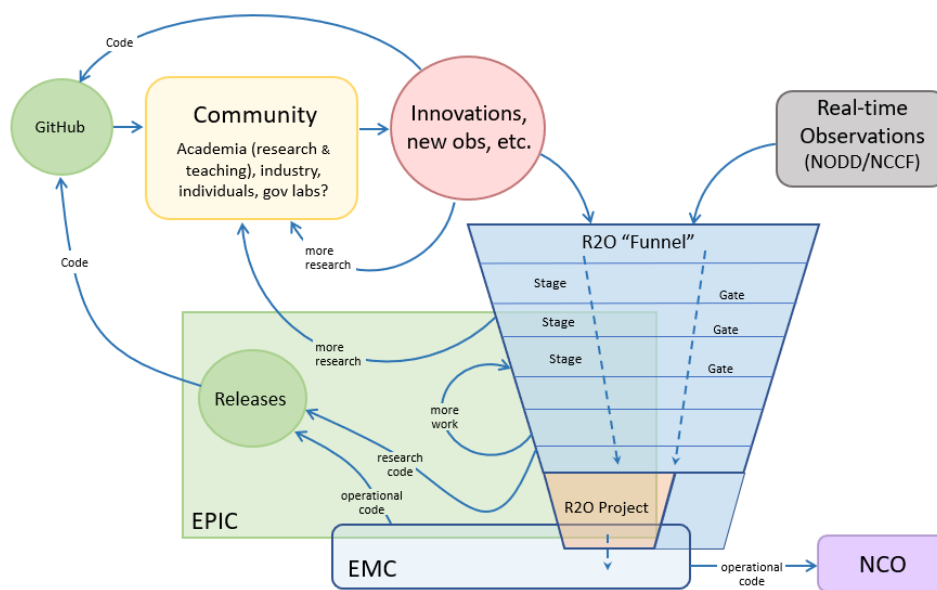 Code
GitHub
Community
Academia (research &
teaching), industry,
individuals, gov labs?
Innovations,
new obs, etc.
Real-time
Observations
(NODD/NCCF)
more
research
Code
R2O “Funnel”
Stage
Gate
Stage
Gate
Stage
Gate
more
research
Releases
more
work
research
code
operational
code
EPIC
R2O Project
EMC
operational
code
NCO